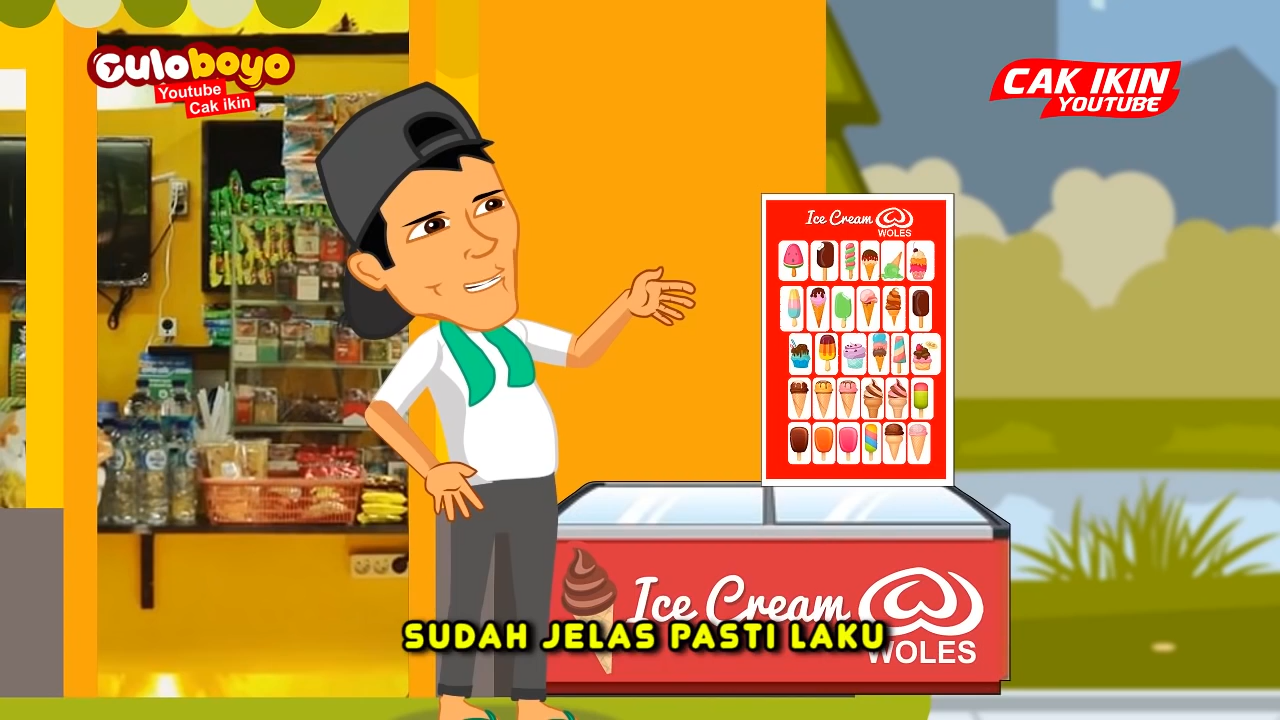 Culoboyo
Youtube
Cak ikin
CAK IKIN
YOUTUBE
Ice Cream
WOLES
Ice Cream
WOLES
SUDAH JELAS PASTI LAKU